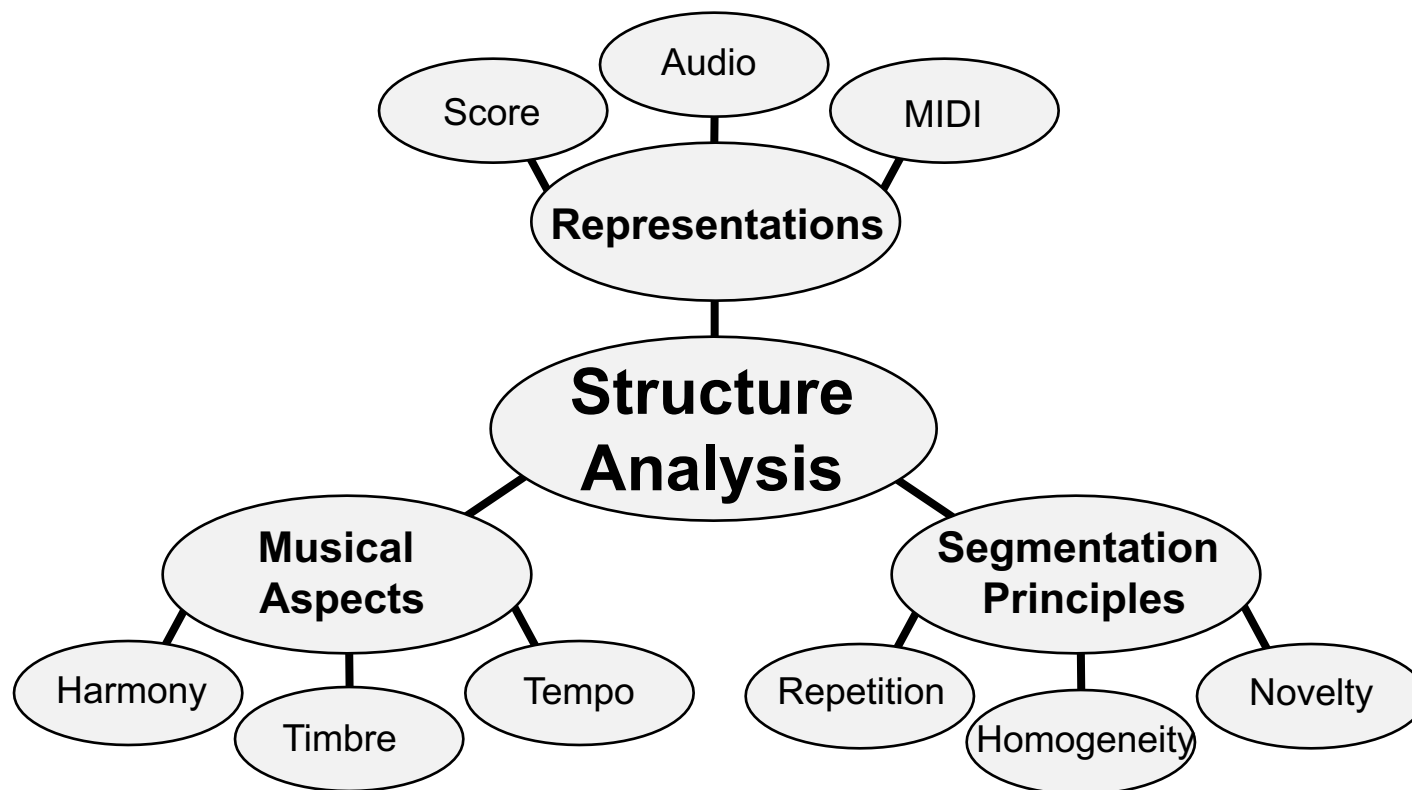 Audio
Score
MIDI
Representations
Structure
Analysis
Musical
Aspects
Segmentation
Principles
Harmony
Timbre
Tempo
Repetition
Homogeneity
Novelty